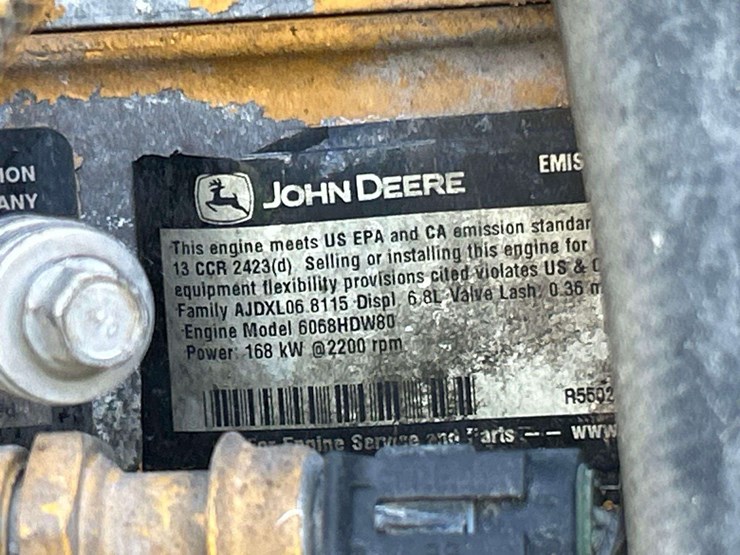 ION
ANY
JOHN DEERE
EMIS
This engine meets US EPA and CA emission standar
13 CCR 2423(d). Selling or installing this engine for
equipment flexibility provisions cited violates US & C
Family AJDXL06.8115 Displ. 6.8L Valve Lash: 0.36 m
Engine Model 6068HDW80
Power: 168 kW @2200 rpm
R5502
For Engine Service and Parts -- WWW